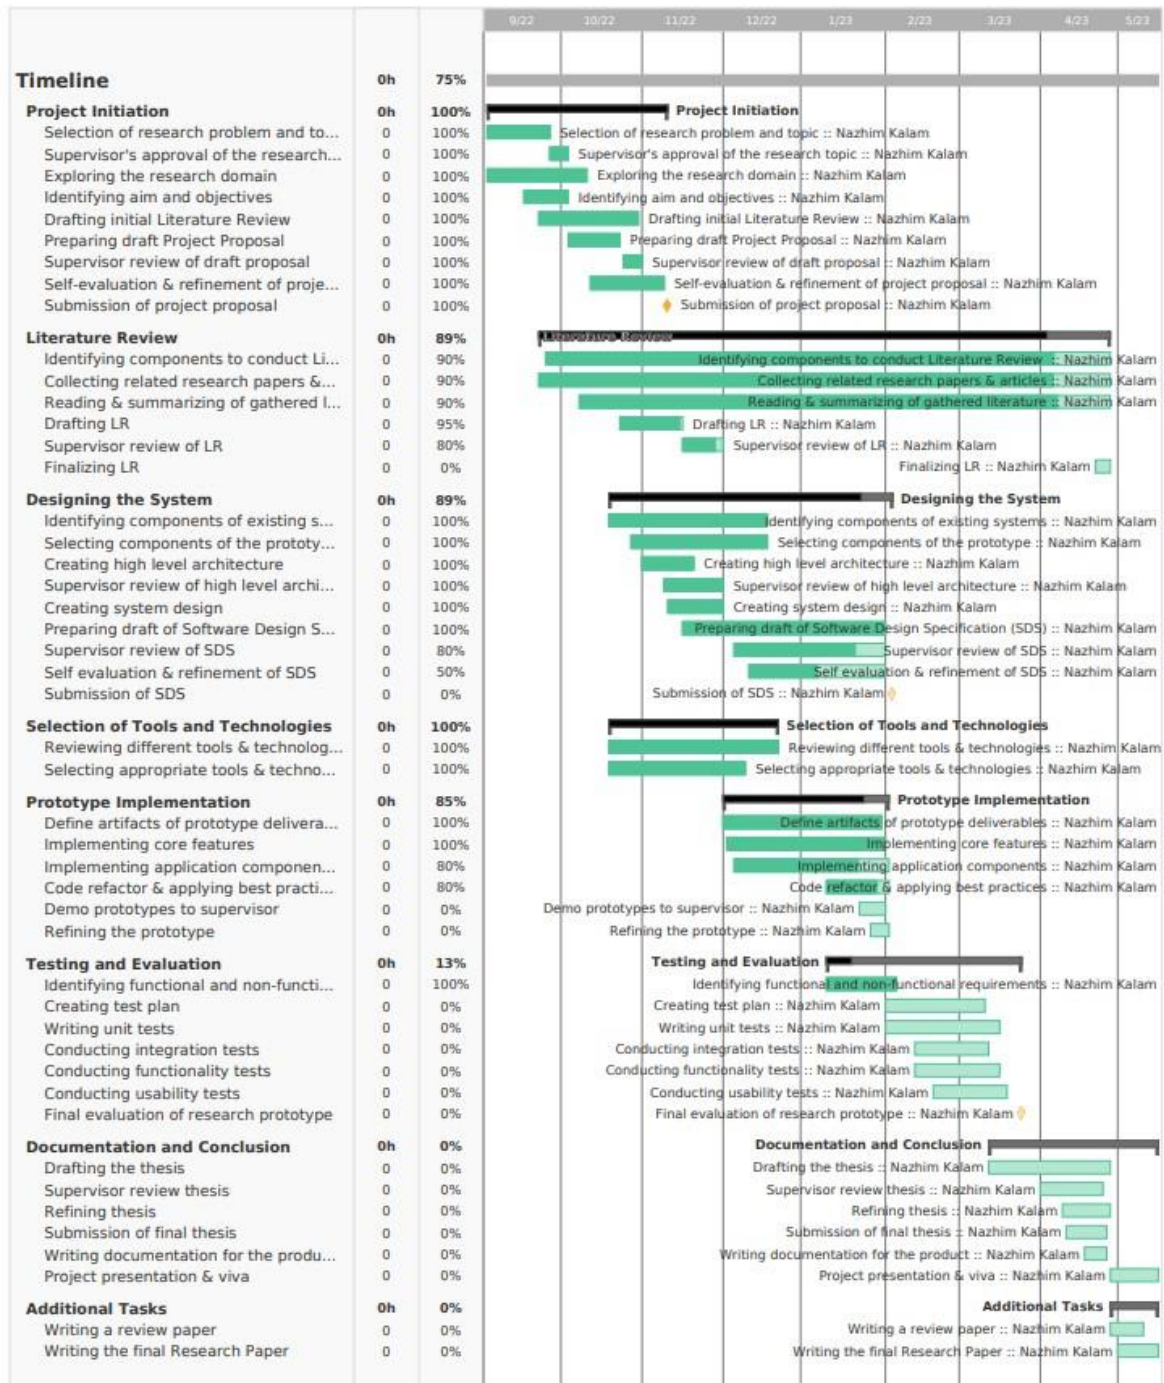 9/22 10/22 11/22 12/22 1/23 2/23 3/23 4/23 5/23
Timeline 0h 75%
Project Initiation 0h 100% Project Initiation
Selection of research problem and to... 0 100% Selection of research problem and topic :: Nazhim Kalam
Supervisor's approval of the research... 0 100% Supervisor's approval of the research topic :: Nazhim Kalam
Exploring the research domain 0 100% Exploring the research domain :: Nazhim Kalam
Identifying aim and objectives 0 100% Identifying aim and objectives :: Nazhim Kalam
Drafting initial Literature Review 0 100% Drafting initial Literature Review :: Nazhim Kalam
Preparing draft Project Proposal 0 100% Preparing draft Project Proposal :: Nazhim Kalam
Supervisor review of draft proposal 0 100% Supervisor review of draft proposal :: Nazhim Kalam
Self-evaluation & refinement of proje... 0 100% Self-evaluation & refinement of project proposal :: Nazhim Kalam
Submission of project proposal 0 100% Submission of project proposal :: Nazhim Kalam
Literature Review 0h 89% Literature Review
Identifying components to conduct Li... 0 90% Identifying components to conduct Literature Review :: Nazhim Kalam
Collecting related research papers &... 0 90% Collecting related research papers & articles :: Nazhim Kalam
Reading & summarizing of gathered l... 0 90% Reading & summarizing of gathered literature :: Nazhim Kalam
Drafting LR 0 95% Drafting LR :: Nazhim Kalam
Supervisor review of LR 0 80% Supervisor review of LR :: Nazhim Kalam
Finalizing LR 0 0% Finalizing LR :: Nazhim Kalam
Designing the System 0h 89% Designing the System
Identifying components of existing s... 0 100% Identifying components of existing systems :: Nazhim Kalam
Selecting components of the prototy... 0 100% Selecting components of the prototype :: Nazhim Kalam
Creating high level architecture 0 100% Creating high level architecture :: Nazhim Kalam
Supervisor review of high level archi... 0 100% Supervisor review of high level architecture :: Nazhim Kalam
Creating system design 0 100% Creating system design :: Nazhim Kalam
Preparing draft of Software Design S... 0 100% Preparing draft of Software Design Specification (SDS) :: Nazhim Kalam
Supervisor review of SDS 0 80% Supervisor review of SDS :: Nazhim Kalam
Self evaluation & refinement of SDS 0 50% Self evaluation & refinement of SDS :: Nazhim Kalam
Submission of SDS 0 0% Submission of SDS :: Nazhim Kalam
Selection of Tools and Technologies 0h 100% Selection of Tools and Technologies
Reviewing different tools & technolog... 0 100% Reviewing different tools & technologies :: Nazhim Kalam
Selecting appropriate tools & techno... 0 100% Selecting appropriate tools & technologies :: Nazhim Kalam
Prototype Implementation 0h 85% Prototype Implementation
Define artifacts of prototype delivera... 0 100% Define artifacts of prototype deliverables :: Nazhim Kalam
Implementing core features 0 100% Implementing core features :: Nazhim Kalam
Implementing application componen... 0 80% Implementing application components :: Nazhim Kalam
Code refactor & applying best practi... 0 80% Code refactor & applying best practices :: Nazhim Kalam
Demo prototypes to supervisor 0 0% Demo prototypes to supervisor :: Nazhim Kalam
Refining the prototype 0 0% Refining the prototype :: Nazhim Kalam
Testing and Evaluation 0h 13% Testing and Evaluation
Identifying functional and non-functi... 0 100% Identifying functional and non-functional requirements :: Nazhim Kalam
Creating test plan 0 0% Creating test plan :: Nazhim Kalam
Writing unit tests 0 0% Writing unit tests :: Nazhim Kalam
Conducting integration tests 0 0% Conducting integration tests :: Nazhim Kalam
Conducting functionality tests 0 0% Conducting functionality tests :: Nazhim Kalam
Conducting usability tests 0 0% Conducting usability tests :: Nazhim Kalam
Final evaluation of research prototype 0 0% Final evaluation of research prototype :: Nazhim Kalam
Documentation and Conclusion 0h 0% Documentation and Conclusion
Drafting the thesis 0 0% Drafting the thesis :: Nazhim Kalam
Supervisor review thesis 0 0% Supervisor review thesis :: Nazhim Kalam
Refining thesis 0 0% Refining thesis :: Nazhim Kalam
Submission of final thesis 0 0% Submission of final thesis :: Nazhim Kalam
Writing documentation for the produ... 0 0% Writing documentation for the product :: Nazhim Kalam
Project presentation & viva 0 0% Project presentation & viva :: Nazhim Kalam
Additional Tasks 0h 0% Additional Tasks
Writing a review paper 0 0% Writing a review paper :: Nazhim Kalam
Writing the final Research Paper 0 0% Writing the final Research Paper :: Nazhim Kalam